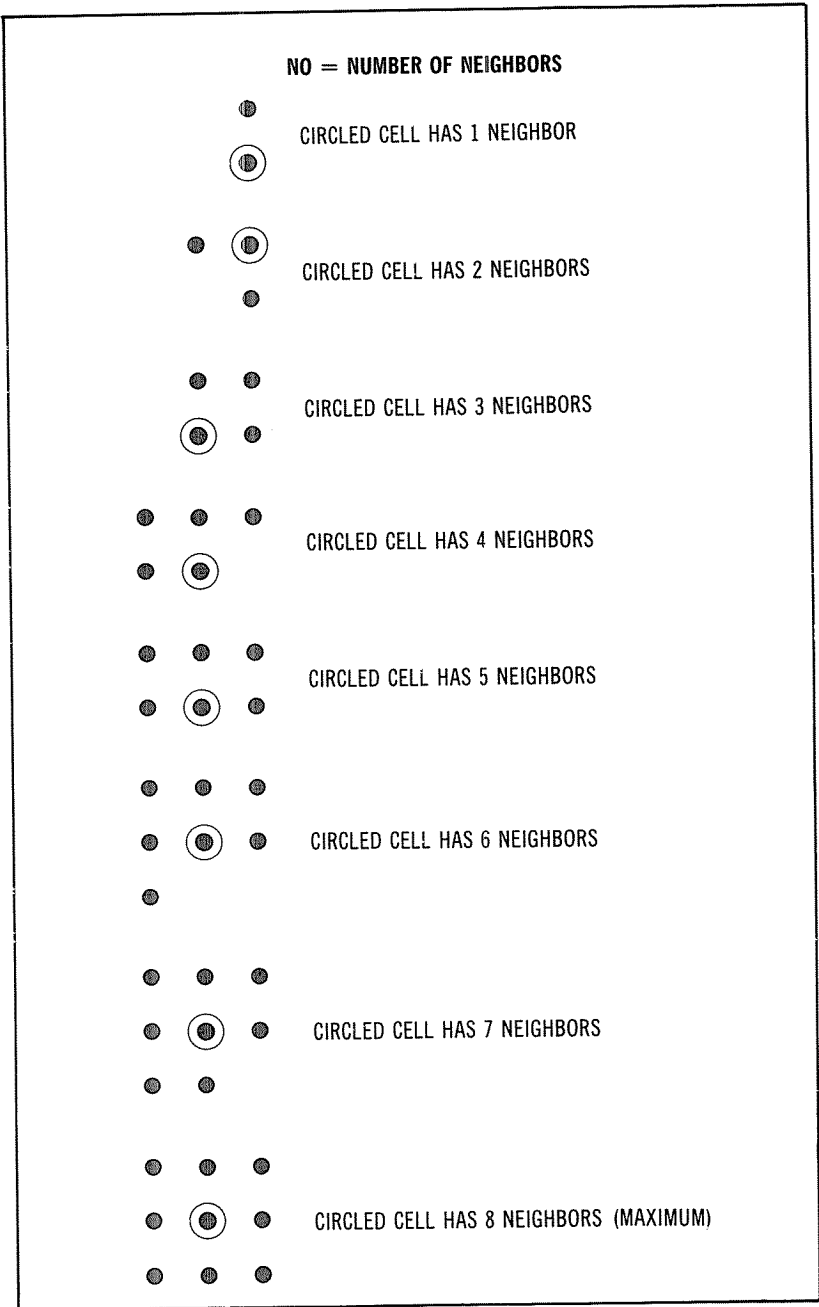 NO = NUMBER OF NEIGHBORS
CIRCLED CELL HAS 1 NEIGHBOR
CIRCLED CELL HAS 2 NEIGHBORS
CIRCLED CELL HAS 3 NEIGHBORS
CIRCLED CELL HAS 4 NEIGHBORS
CIRCLED CELL HAS 5 NEIGHBORS
CIRCLED CELL HAS 6 NEIGHBORS
CIRCLED CELL HAS 7 NEIGHBORS
CIRCLED CELL HAS 8 NEIGHBORS (MAXIMUM)